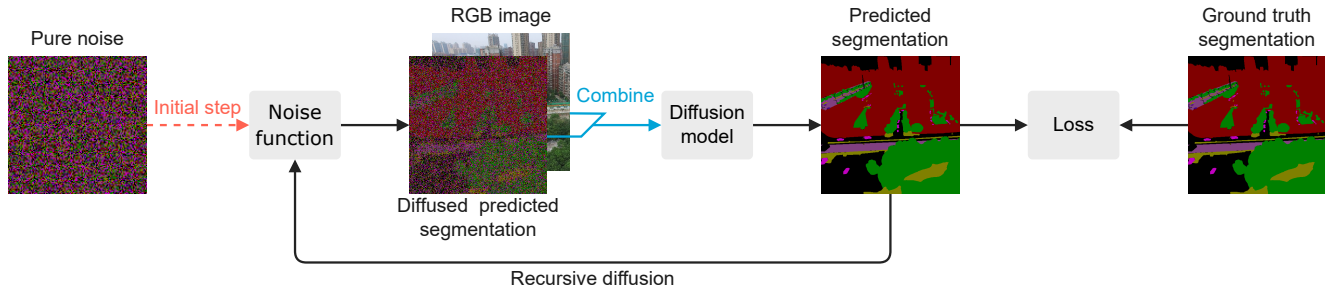 Pure noise
Initial step
Noise
function
RGB image
Diffused predicted
segmentation
Combine
Diffusion
model
Predicted
segmentation
Loss
Ground truth
segmentation
Recursive diffusion